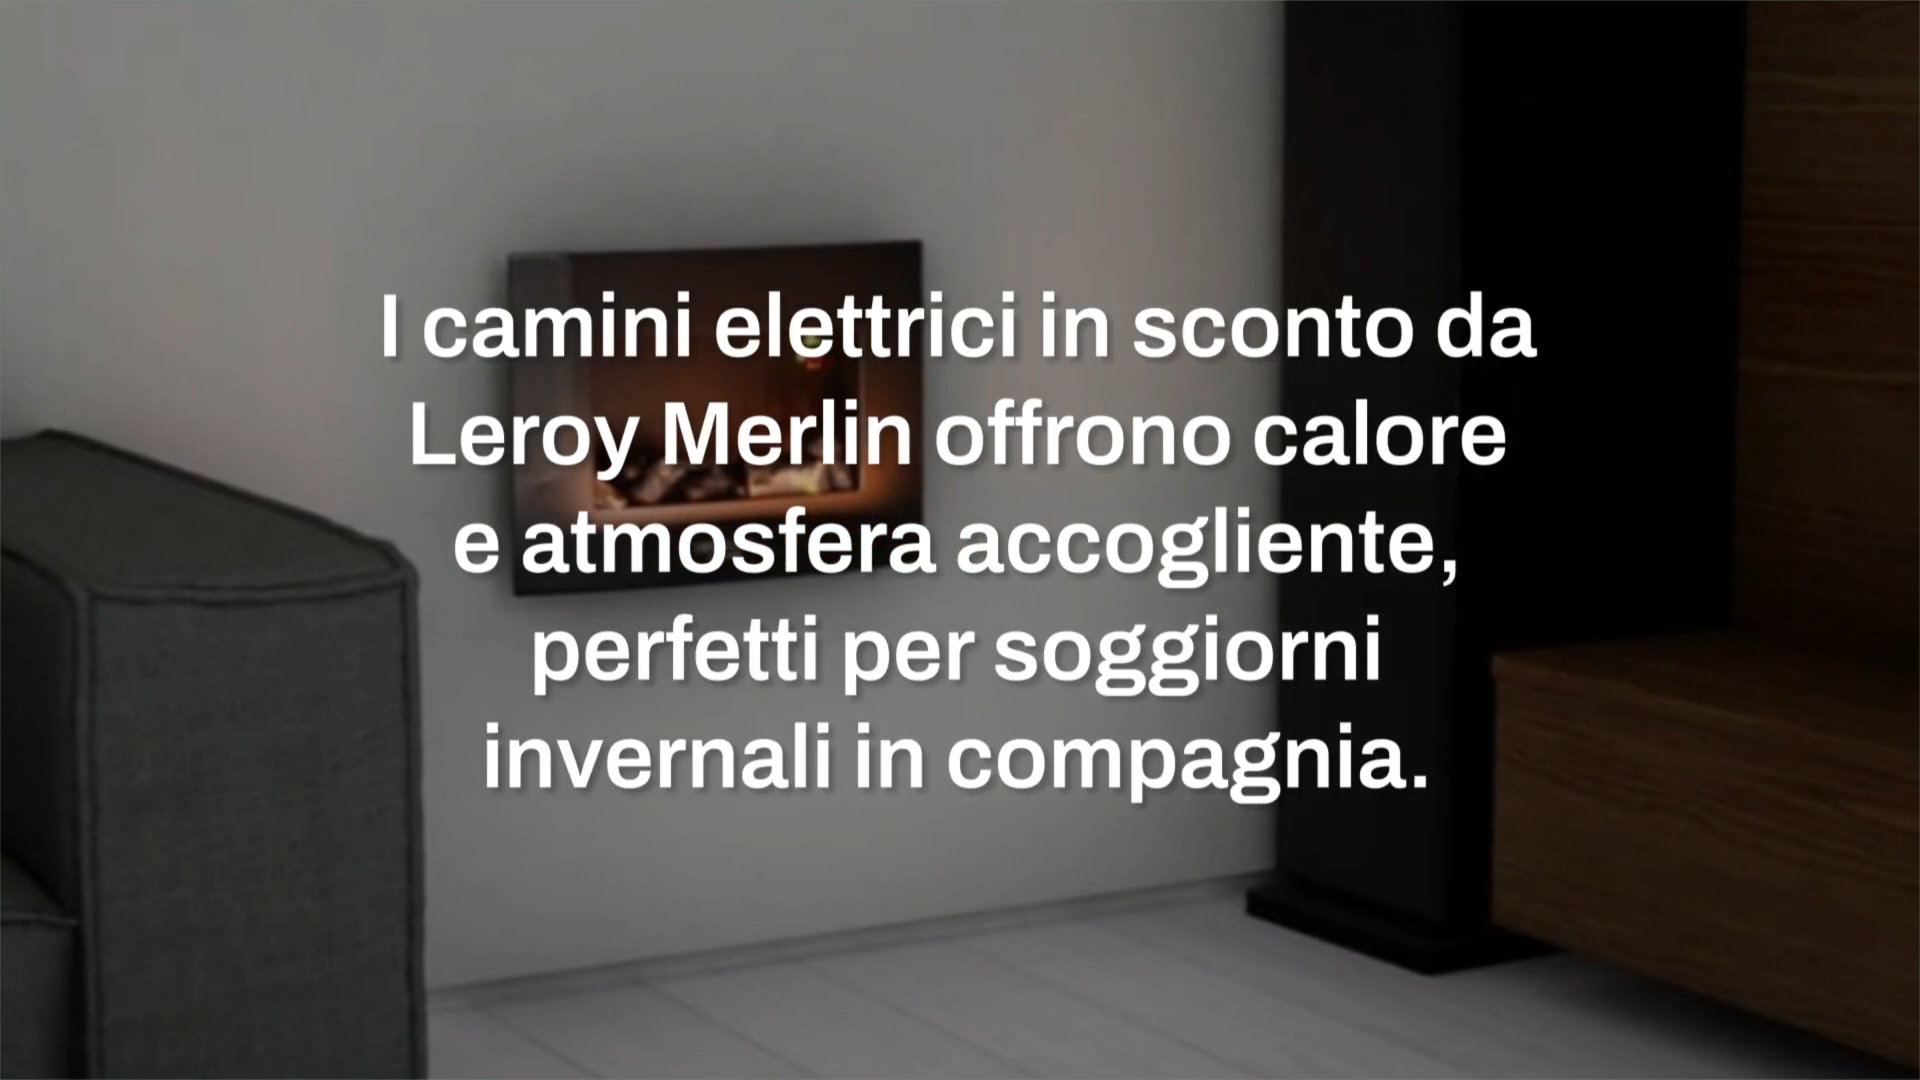 I camini elettrici in sconto da
Leroy Merlin offrono calore
e atmosfera accogliente,
perfetti per soggiorni
invernali in compagnia.